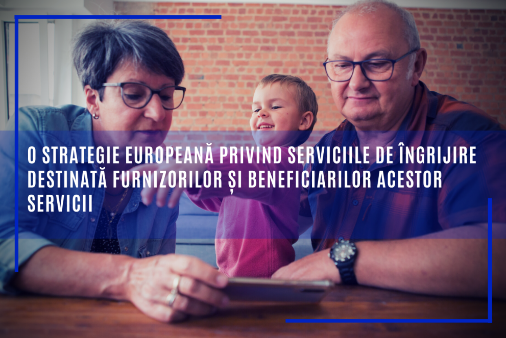 O STRATEGIE EUROPEANĂ PRIVIND SERVICIILE DE ÎNGRIJIRE
DESTINATĂ FURNIZORILOR ȘI BENEFICIARILOR ACESTOR
SERVICII